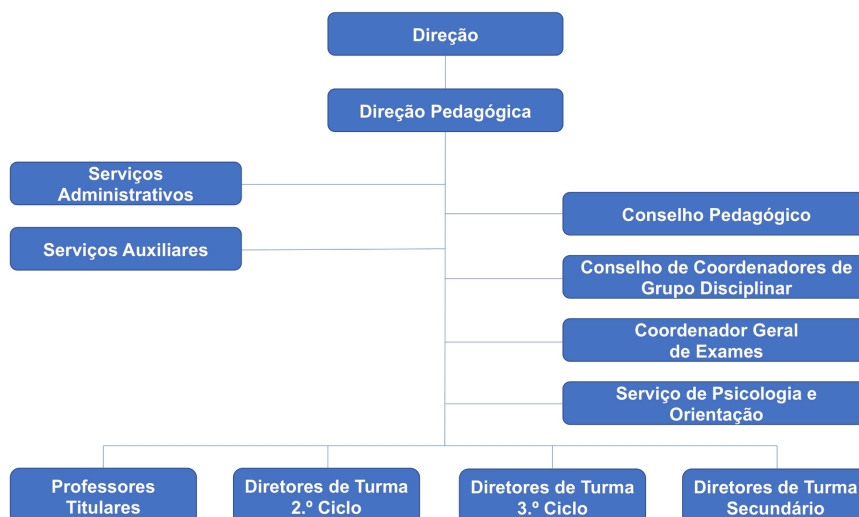 Direção
Direção Pedagógica
Serviços
Administrativos
Conselho Pedagógico
Serviços Auxiliares
Conselho de Coordenadores de
Grupo Disciplinar
Coordenador Geral
de Exames
Serviço de Psicologia e
Orientação
Professores
Titulares
Diretores de Turma
2.º Ciclo
Diretores de Turma
3.º Ciclo
Diretores de Turma
Secundário